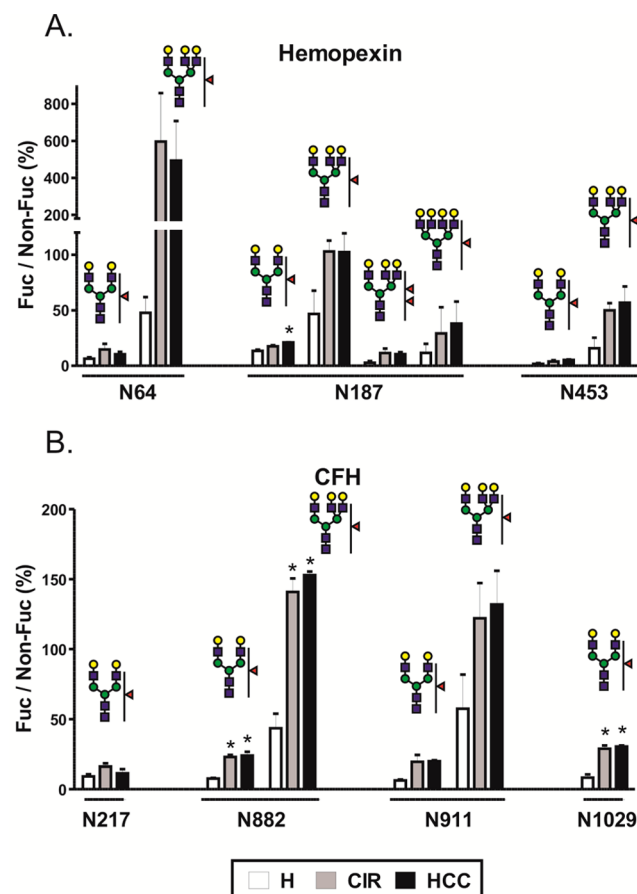 A.
Hemopexin
Fuc / Non-Fuc (%)
800
600
400
200
100
50
0
*
N64 N187 N453
B.
CFH
Fuc / Non-Fuc (%)
200
150
100
50
0
* * * * * *
N217 N882 N911 N1029
H CIR HCC